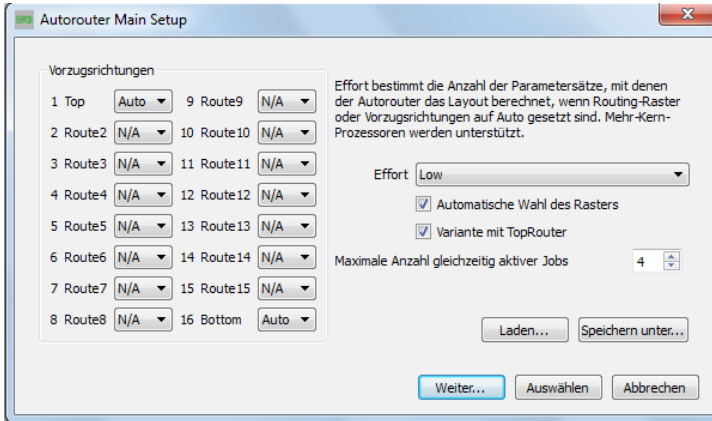 BRD Autorouter Main Setup
Vorzugsrichtungen
1 Top Auto 9 Route9 N/A
2 Route2 N/A 10 Route10 N/A
3 Route3 N/A 11 Route11 N/A
4 Route4 N/A 12 Route12 N/A
5 Route5 N/A 13 Route13 N/A
6 Route6 N/A 14 Route14 N/A
7 Route7 N/A 15 Route15 N/A
8 Route8 N/A 16 Bottom Auto
Effort bestimmt die Anzahl der Parametersätze, mit denen
der Autorouter das Layout berechnet, wenn Routing-Raster
oder Vorzugsrichtungen auf Auto gesetzt sind. Mehr-Kern-
Prozessoren werden unterstützt.
Effort Low
Automatische Wahl des Rasters
Variante mit TopRouter
Maximale Anzahl gleichzeitig aktiver Jobs 4
Laden... Speichern unter...
Weiter... Auswählen Abbrechen